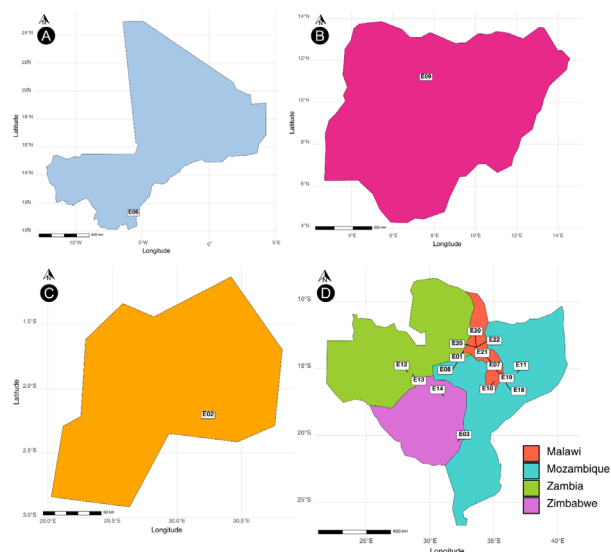 A
24°N
22°N
20°N
18°N
16°N
14°N
12°N
10°N
Latitude
E06
400 km
10°W
5°W
0°
5°E
Longitude
B
14°N
12°N
10°N
8°N
6°N
4°N
Latitude
E09
300 km
4°E
6°E
8°E
10°E
12°E
14°E
Longitude
C
1.5°S
2.0°S
2.5°S
3.0°S
Latitude
E02
50 km
29.0°E
29.5°E
30.0°E
30.5°E
Longitude
D
10°S
15°S
20°S
25°S
E20
E20
E22
E21
E01
E08
E07
E11
E12
E13
E14
E19
E10
E18
E03
Malawi
Mozambique
Zambia
Zimbabwe
600 km
25°E
30°E
35°E
40°E
Longitude